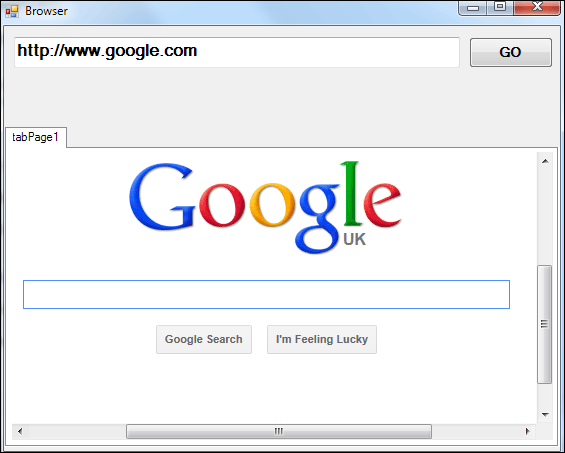 Browser
http://www.google.com
GO
tabPage1
Google
UK
Google Search
I'm Feeling Lucky